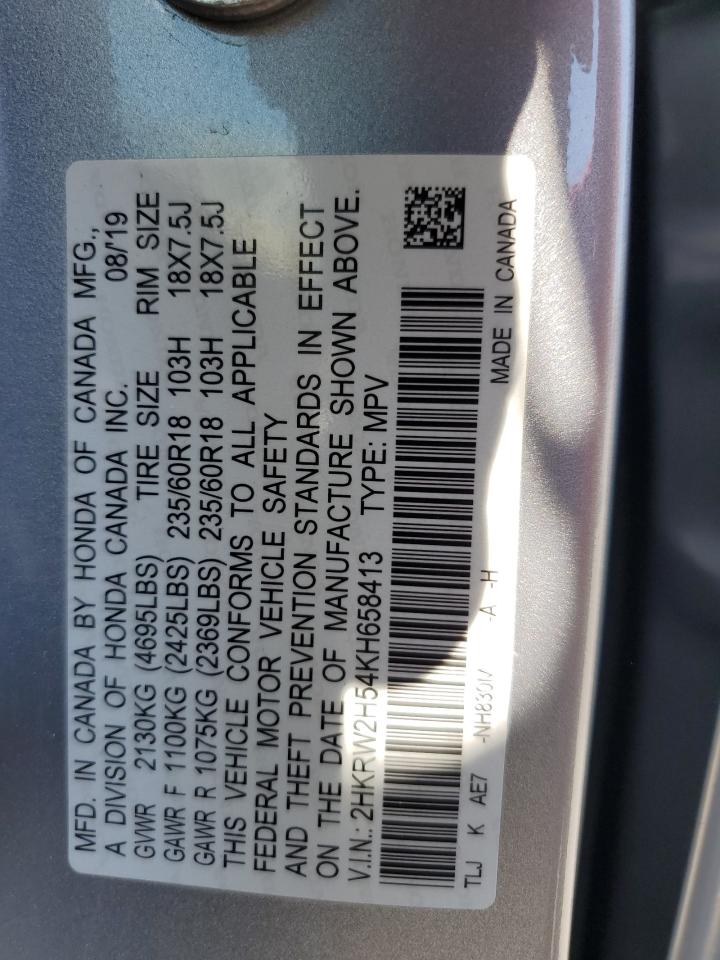 MFD. IN CANADA BY HONDA OF CANADA MFG.,
A DIVISION OF HONDA CANADA INC. 08/'19
GVWR 2130KG (4695LBS) TIRE SIZE RIM SIZE
GAWR F 1100KG (2425LBS) 235/60R18 103H 18X7.5J
GAWR R 1075KG (2369LBS) 235/60R18 103H 18X7.5J
THIS VEHICLE CONFORMS TO ALL APPLICABLE
FEDERAL MOTOR VEHICLE SAFETY
AND THEFT PREVENTION STANDARDS IN EFFECT
ON THE DATE OF MANUFACTURE SHOWN ABOVE.
V.I.N.: 2HKRW2H54KH658413 TYPE: MPV
MADE IN CANADA
TLJ K AE7 -A -H